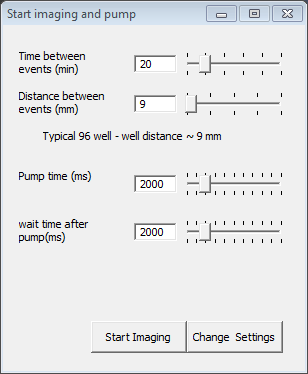 Start imaging and pump
Time between
events (min)
20
Distance between
events (mm)
9
Typical 96 well - well distance ~ 9 mm
Pump time (ms)
2000
wait time after
pump(ms)
2000
Start Imaging
Change Settings